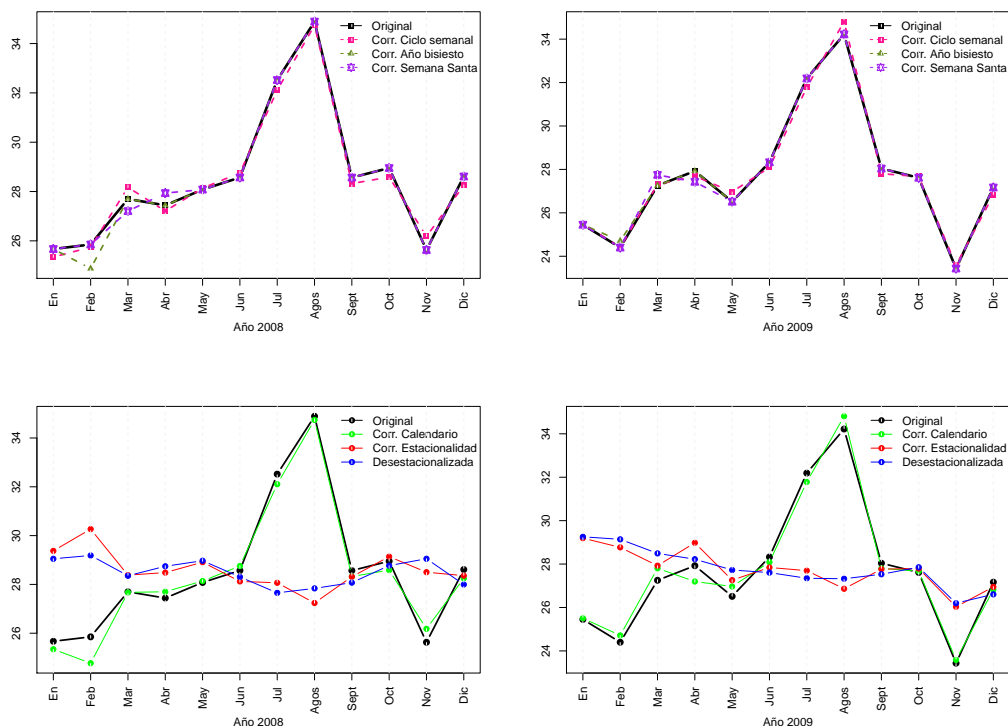 Original
Corr. Ciclo semanal
Corr. Año bisiesto
Corr. Semana Santa
34
32
30
28
26
En
Feb
Mar
Abr
May
Jun
Jul
Agos
Sept
Oct
Nov
Dic
Año 2008
Original
Corr. Ciclo semanal
Corr. Año bisiesto
Corr. Semana Santa
34
32
30
28
26
24
En
Feb
Mar
Abr
May
Jun
Jul
Agos
Sept
Oct
Nov
Dic
Año 2009
Original
Corr. Calendario
Corr. Estacionalidad
Desestacionalizada
34
32
30
28
26
En
Feb
Mar
Abr
May
Jun
Jul
Agos
Sept
Oct
Nov
Dic
Año 2008
Original
Corr. Calendario
Corr. Estacionalidad
Desestacionalizada
34
32
30
28
26
24
En
Feb
Mar
Abr
May
Jun
Jul
Agos
Sept
Oct
Nov
Dic
Año 2009